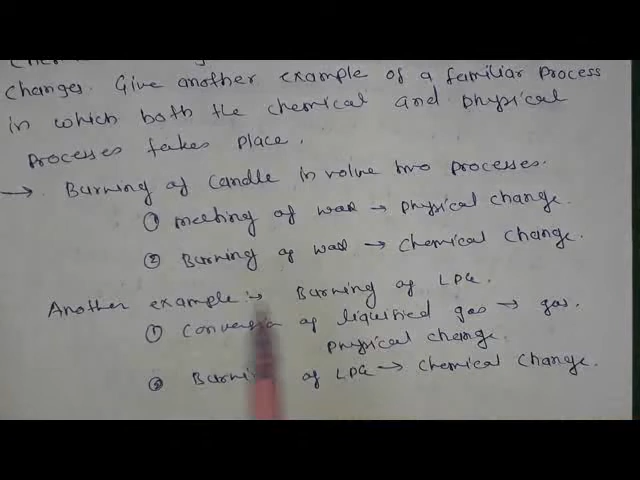 changes. Give another example of a familiar process
in which both the chemical and physical
processes takes place.
→ Burning of Candle involve two processes.
① melting of wax → physical change.
② Burning of wax → chemical change.
Another example :→ Burning of LPG.
① Conversion of liquified gas → gas.
physical change.
② Burning of LPG → chemical change.